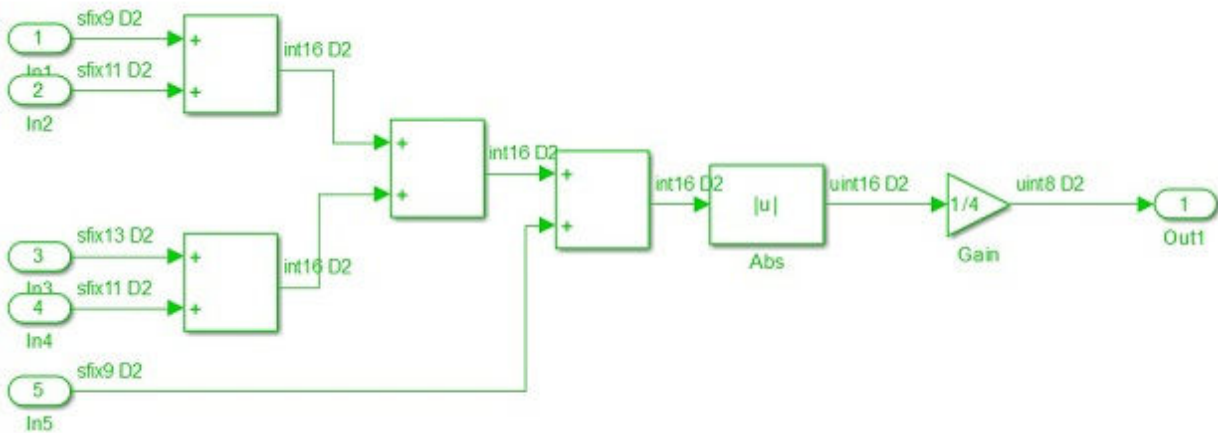 sfix9 D2
1
In1
+
int16 D2
sfix11 D2
2
In2
+
+
+
int16 D2
+
+
int16 D2
|u|
Abs
uint16 D2
1/4
Gain
uint8 D2
1
Out1
sfix13 D2
3
In3
+
int16 D2
sfix11 D2
4
In4
+
sfix9 D2
5
In5